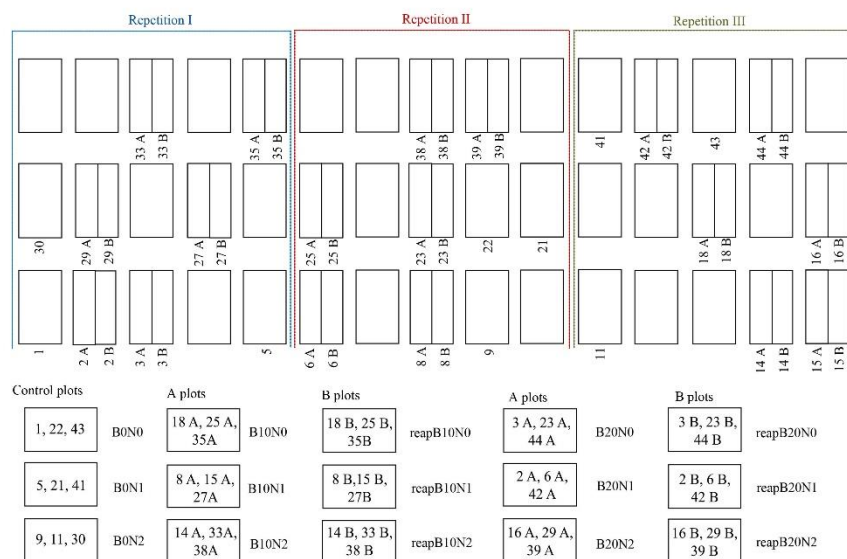 Repetition I
Repetition II
Repetition III
33 A
33 B
35 A
35 B
38 A
38 B
39 A
39 B
41
42 A
42 B
43
44 A
44 B
30
29 A
29 B
27 A
27 B
25 A
25 B
23 A
23 B
22
21
18 A
18 B
16 A
16 B
1
2 A
2 B
3 A
3 B
5
6 A
6 B
8 A
8 B
9
11
14 A
14 B
15 A
15 B
Control plots
A plots
B plots
A plots
B plots
1, 22, 43
B0N0
18 A, 25 A,
35A
B10N0
18 B, 25 B,
35B
reapB10N0
3 A, 23 A,
44 A
B20N0
3 B, 23 B,
44 B
reapB20N0
5, 21, 41
B0N1
8 A, 15 A,
27A
B10N1
8 B,15 B,
27B
reapB10N1
2 A, 6 A,
42 A
B20N1
2 B, 6 B,
42 B
reapB20N1
9, 11, 30
B0N2
14 A, 33A,
38A
B10N2
14 B, 33 B,
38 B
reapB10N2
16 A, 29 A,
39 A
B20N2
16 B, 29 B,
39 B
reapB20N2